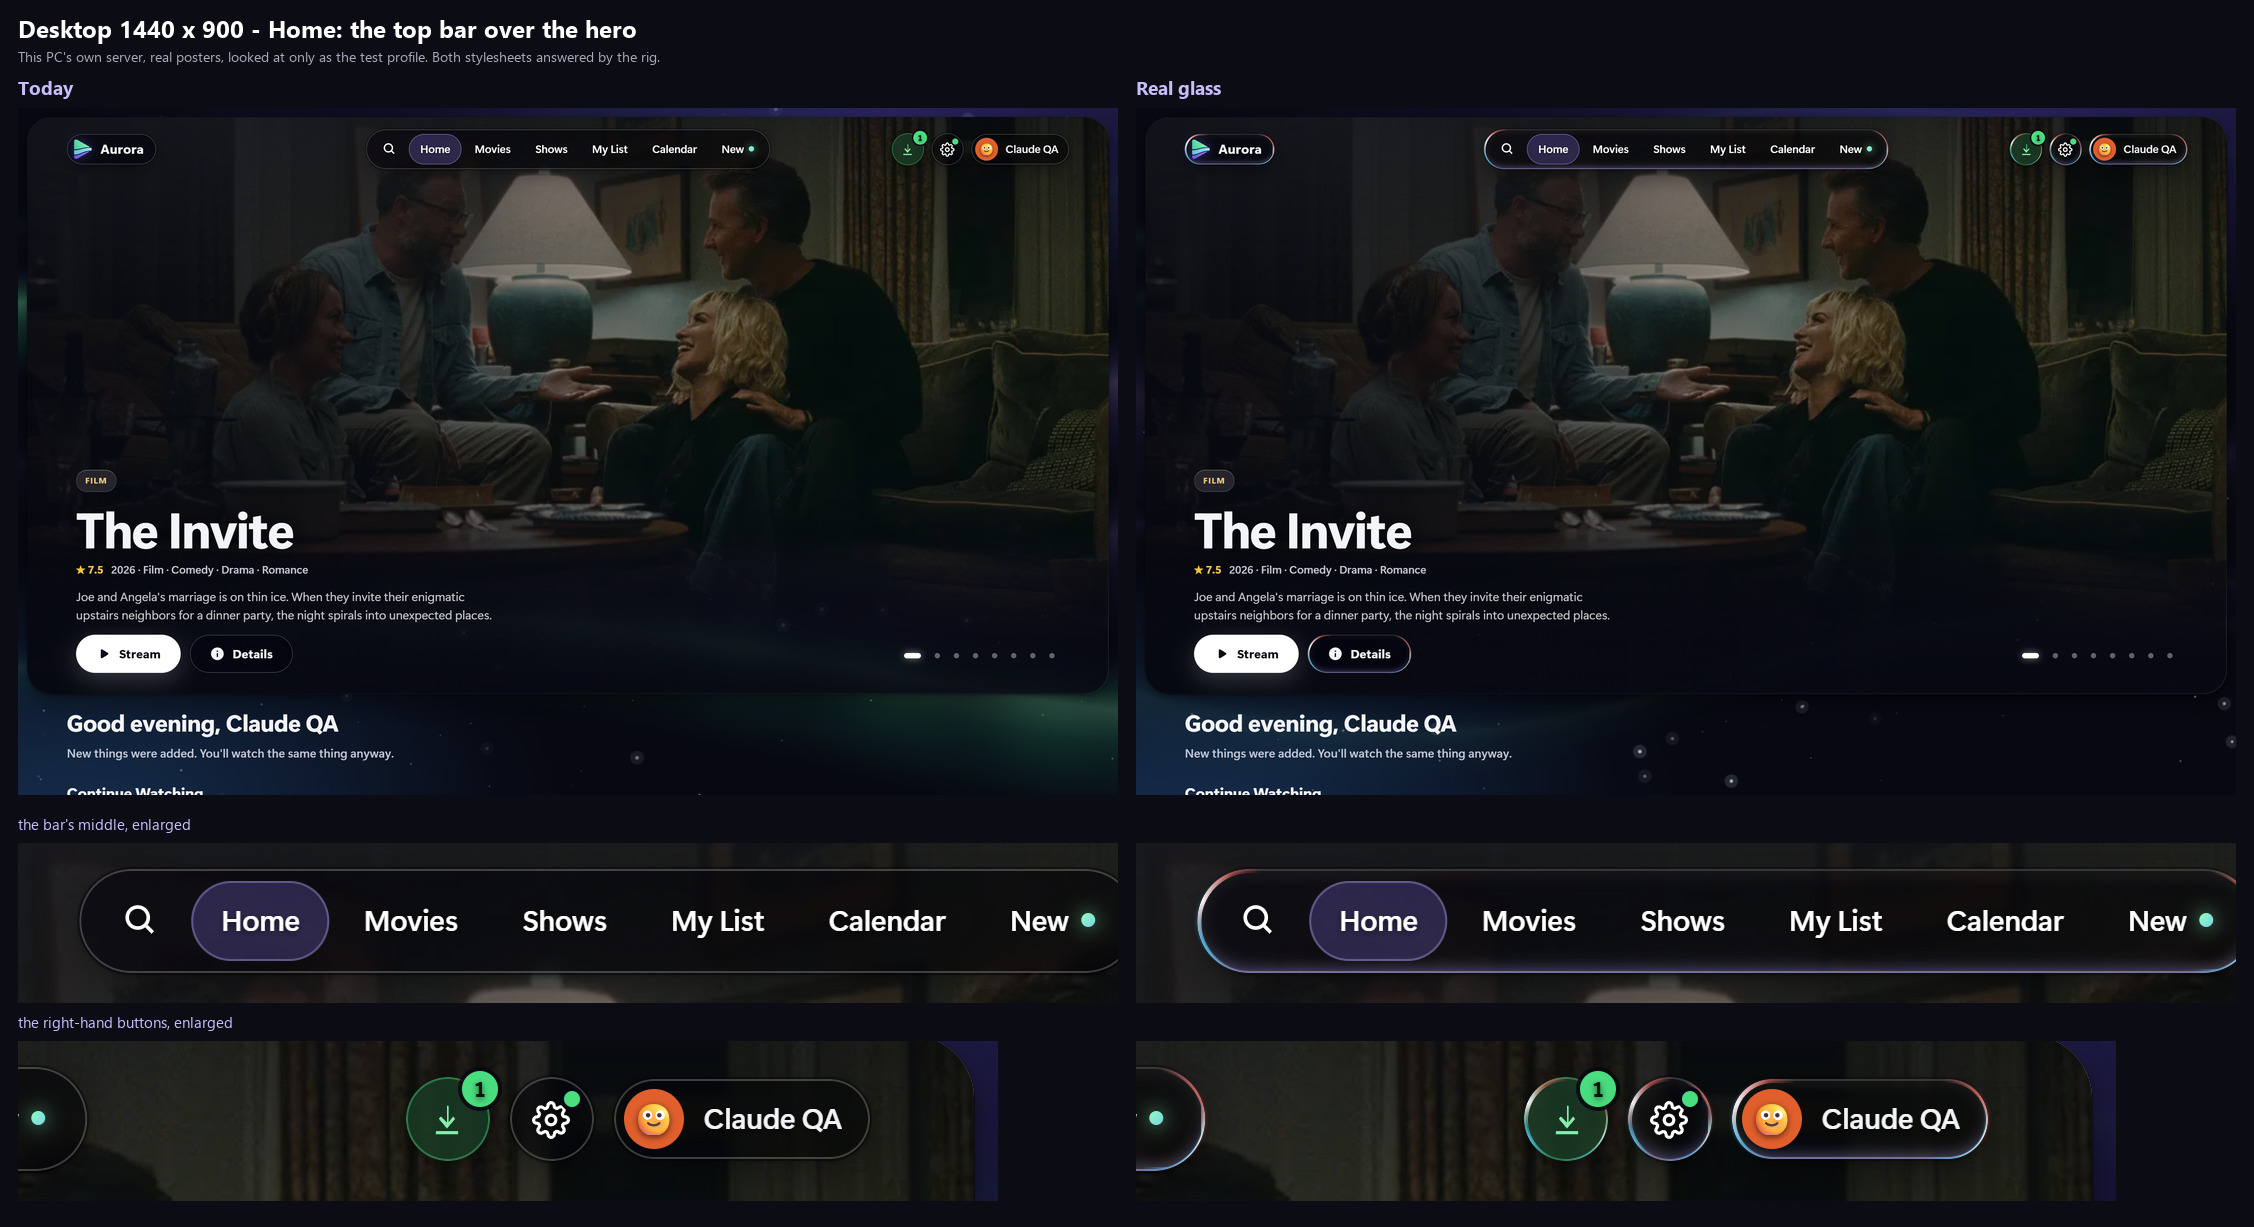 Desktop 1440 x 900 - Home: the top bar over the hero
This PC's own server, real posters, looked at only as the test profile. Both stylesheets answered by the rig.
Today
Aurora
Home Movies Shows My List Calendar New
1
Claude QA
FILM
The Invite
★ 7.5 2026 · Film · Comedy · Drama · Romance
Joe and Angela's marriage is on thin ice. When they invite their enigmatic
upstairs neighbors for a dinner party, the night spirals into unexpected places.
Stream Details
Good evening, Claude QA
New things were added. You'll watch the same thing anyway.
Continue Watching
Real glass
Aurora
Home Movies Shows My List Calendar New
1
Claude QA
FILM
The Invite
★ 7.5 2026 · Film · Comedy · Drama · Romance
Joe and Angela's marriage is on thin ice. When they invite their enigmatic
upstairs neighbors for a dinner party, the night spirals into unexpected places.
Stream Details
Good evening, Claude QA
New things were added. You'll watch the same thing anyway.
Continue Watching
the bar's middle, enlarged
Home Movies Shows My List Calendar New
Home Movies Shows My List Calendar New
the right-hand buttons, enlarged
1
Claude QA
1
Claude QA